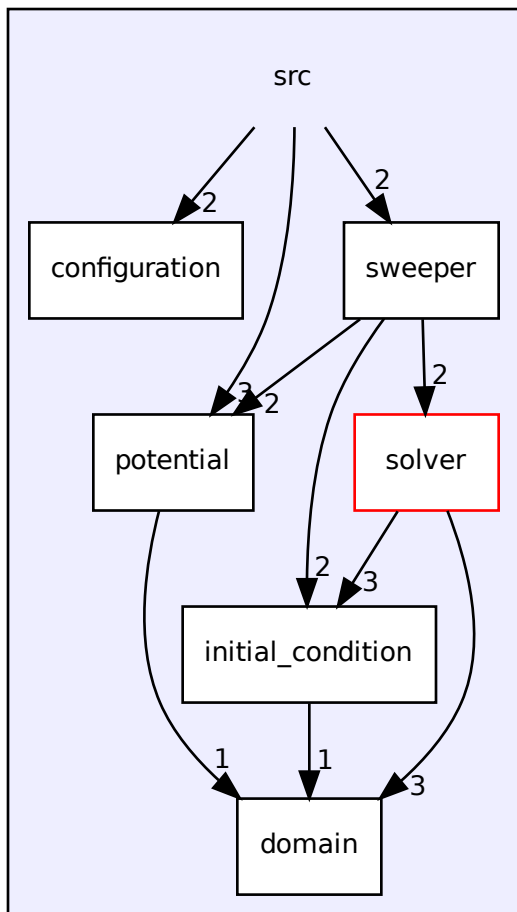 src
2
2
configuration
sweeper
3
2
2
potential
solver
2
3
initial_condition
1
1
3
domain